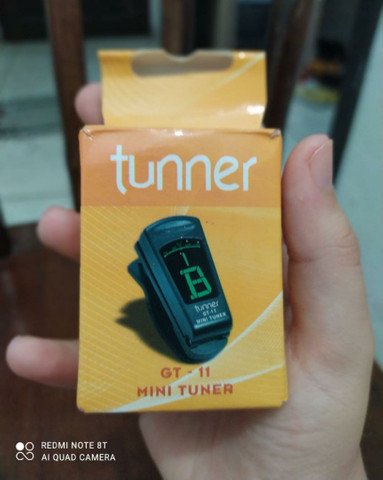 tunner
B
tunner
GT-11
MINI TUNER
GT - 11
MINI TUNER
REDMI NOTE 8T
AI QUAD CAMERA